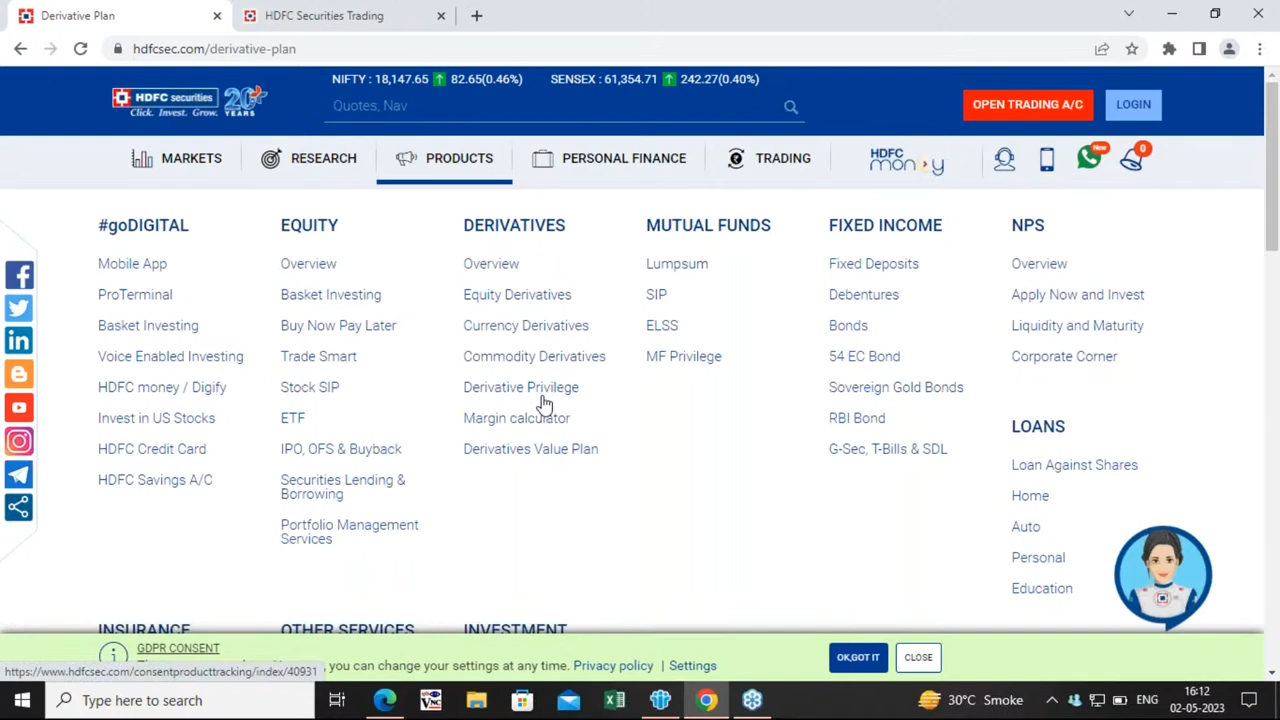 Derivative Plan
HDFC Securities Trading
hdfcsec.com/derivative-plan
NIFTY : 18,147.65 82.65(0.46%) SENSEX : 61,354.71 242.27(0.40%)
HDFC securities
Click. Invest. Grow.
20
YEARS
Quotes, Nav
OPEN TRADING A/C
LOGIN
MARKETS
RESEARCH
PRODUCTS
PERSONAL FINANCE
TRADING
HDFC
money
New
0
#goDIGITAL
Mobile App
ProTerminal
Basket Investing
Voice Enabled Investing
HDFC money / Digify
Invest in US Stocks
HDFC Credit Card
HDFC Savings A/C
EQUITY
Overview
Basket Investing
Buy Now Pay Later
Trade Smart
Stock SIP
ETF
IPO, OFS & Buyback
Securities Lending &
Borrowing
Portfolio Management
Services
DERIVATIVES
Overview
Equity Derivatives
Currency Derivatives
Commodity Derivatives
Derivative Privilege
Margin calculator
Derivatives Value Plan
MUTUAL FUNDS
Lumpsum
SIP
ELSS
MF Privilege
FIXED INCOME
Fixed Deposits
Debentures
Bonds
54 EC Bond
Sovereign Gold Bonds
RBI Bond
G-Sec, T-Bills & SDL
NPS
Overview
Apply Now and Invest
Liquidity and Maturity
Corporate Corner
LOANS
Loan Against Shares
Home
Auto
Personal
Education
INSURANCE
OTHER SERVICES
INVESTMENT
GDPR CONSENT
you can change your settings at any time. Privacy policy | Settings
OK,GOT IT
CLOSE
https://www.hdfcsec.com/consentproducttracking/index/40931
Type here to search
30°C Smoke
ENG
16:12
02-05-2023